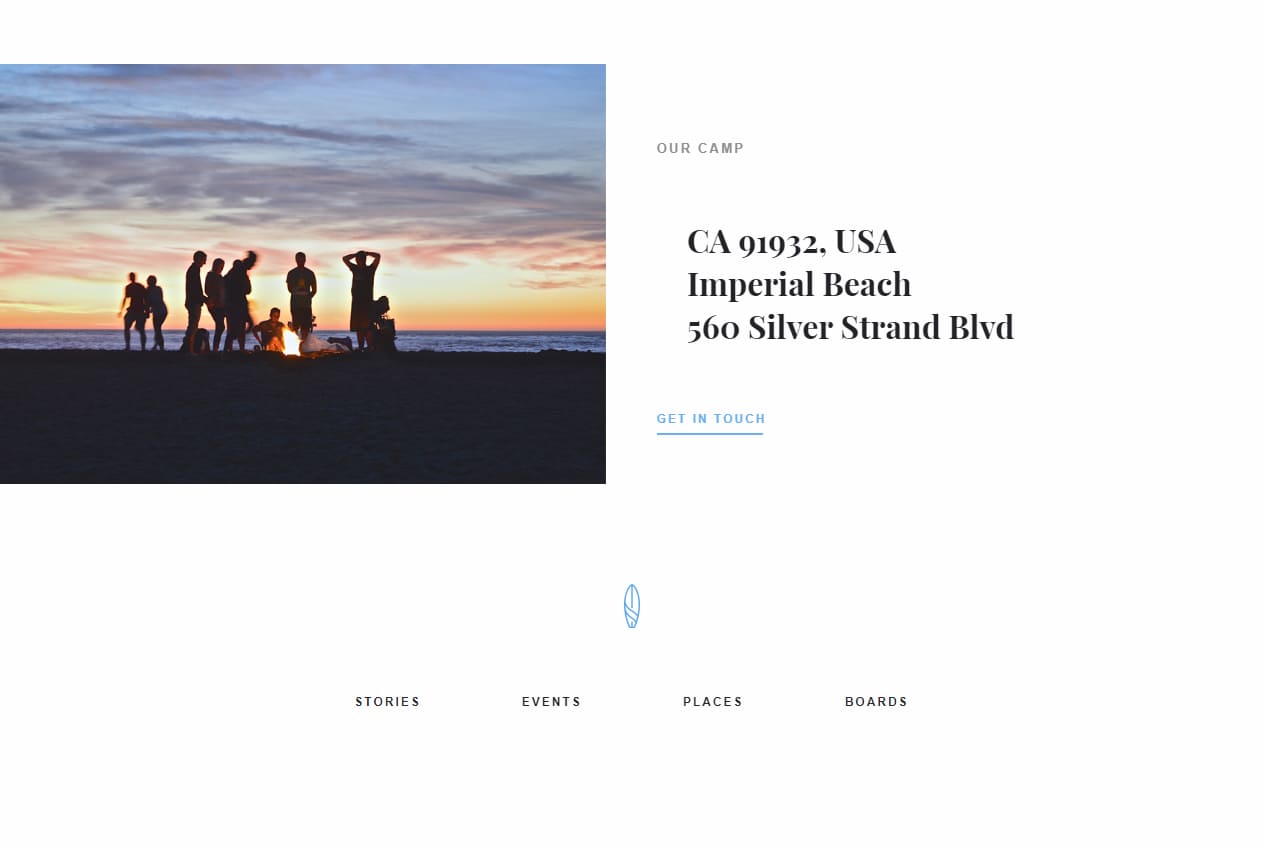 OUR CAMP
CA 91932, USA
Imperial Beach
560 Silver Strand Blvd
GET IN TOUCH
STORIES EVENTS PLACES BOARDS